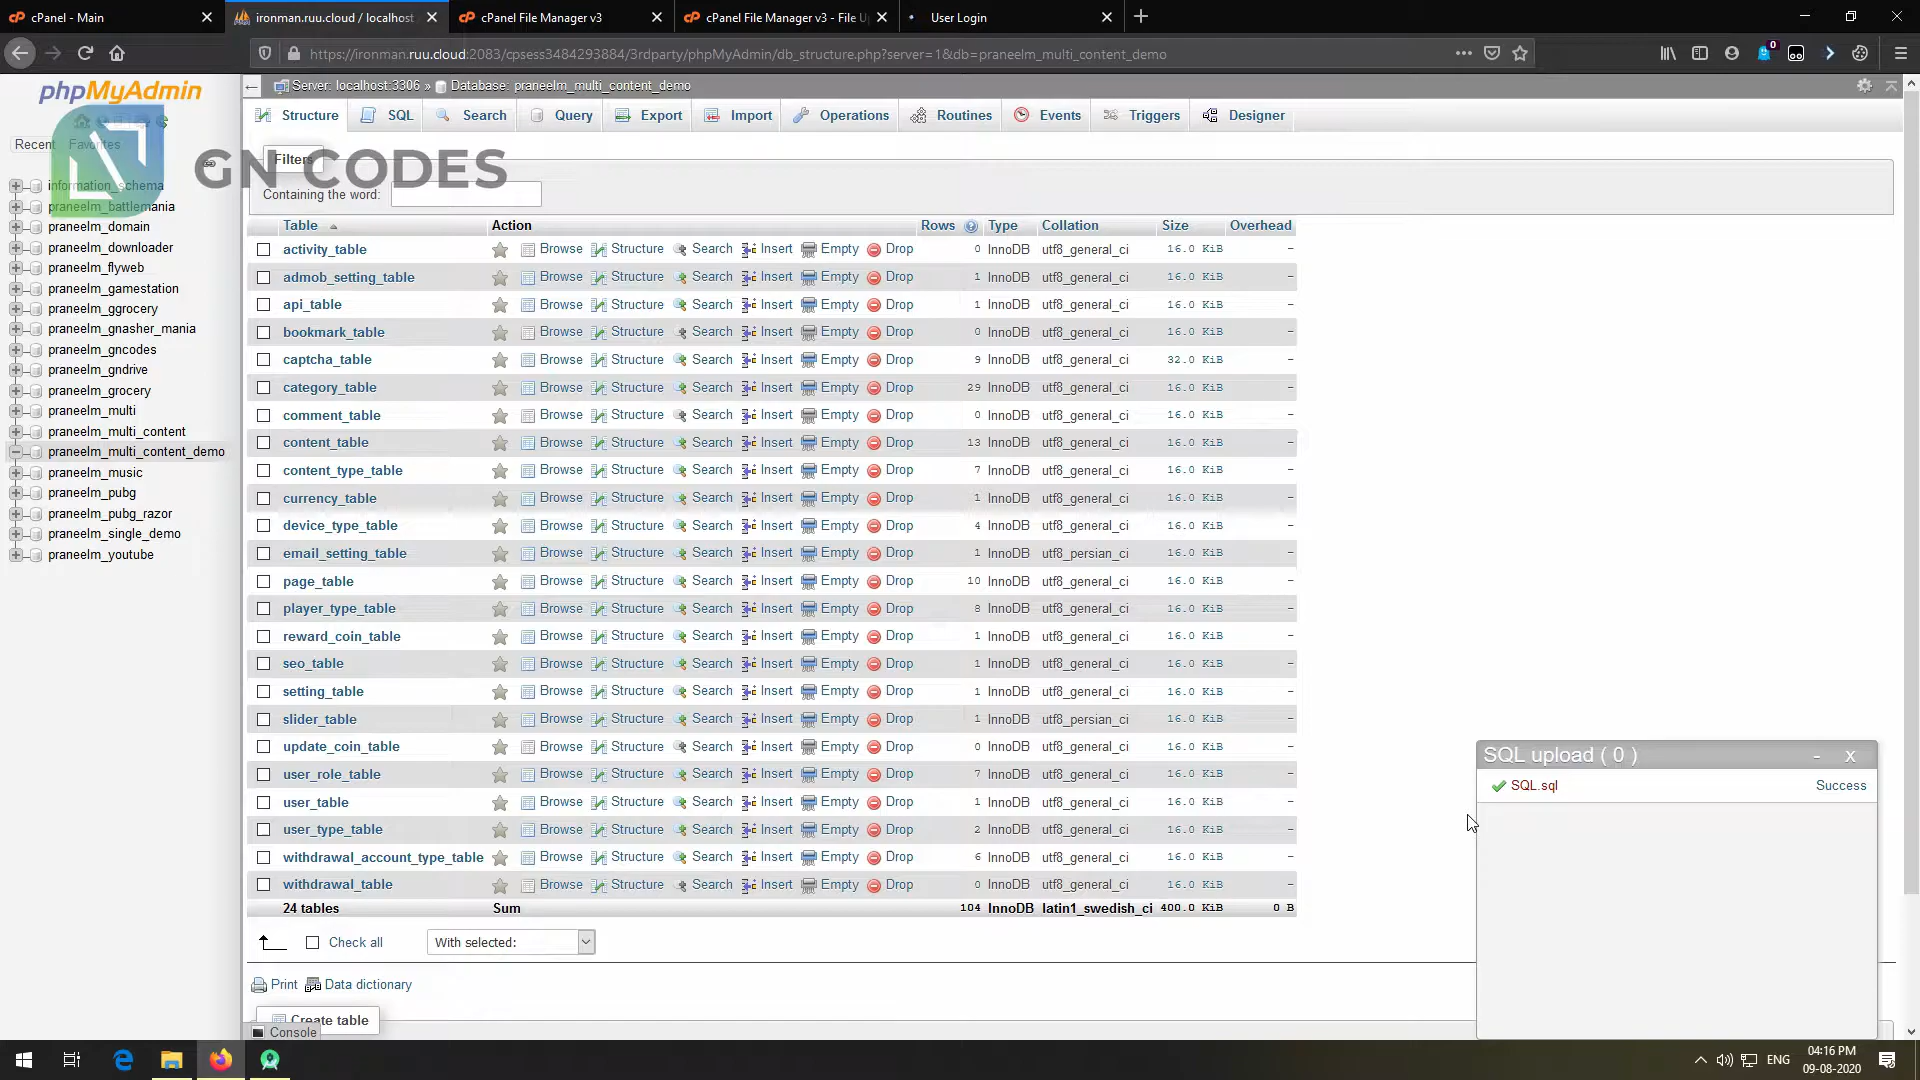 cPanel - Main
ironman.ruu.cloud / localhost
cPanel File Manager v3
cPanel File Manager v3 - File U
User Login
https://ironman.ruu.cloud:2083/cpsess3484293884/3rdparty/phpMyAdmin/db_structure.php?server=1&db=praneelm_multi_content_demo
0
phpMyAdmin
Recent Favorites
information_schema
praneelm_battlemania
praneelm_domain
praneelm_downloader
praneelm_flyweb
praneelm_gamestation
praneelm_ggrocery
praneelm_gnasher_mania
praneelm_gncodes
praneelm_gndrive
praneelm_grocery
praneelm_multi
praneelm_multi_content
praneelm_multi_content_demo
praneelm_music
praneelm_pubg
praneelm_pubg_razor
praneelm_single_demo
praneelm_youtube
GN CODES
Server: localhost:3306 » Database: praneelm_multi_content_demo
Structure SQL Search Query Export Import Operations Routines Events Triggers Designer
Filters
Containing the word:
Table Action Rows Type Collation Size Overhead
activity_table Browse Structure Search Insert Empty Drop 0 InnoDB utf8_general_ci 16.0 KiB -
admob_setting_table Browse Structure Search Insert Empty Drop 1 InnoDB utf8_general_ci 16.0 KiB -
api_table Browse Structure Search Insert Empty Drop 1 InnoDB utf8_general_ci 16.0 KiB -
bookmark_table Browse Structure Search Insert Empty Drop 0 InnoDB utf8_general_ci 16.0 KiB -
captcha_table Browse Structure Search Insert Empty Drop 9 InnoDB utf8_general_ci 32.0 KiB -
category_table Browse Structure Search Insert Empty Drop 29 InnoDB utf8_general_ci 16.0 KiB -
comment_table Browse Structure Search Insert Empty Drop 0 InnoDB utf8_general_ci 16.0 KiB -
content_table Browse Structure Search Insert Empty Drop 13 InnoDB utf8_general_ci 16.0 KiB -
content_type_table Browse Structure Search Insert Empty Drop 7 InnoDB utf8_general_ci 16.0 KiB -
currency_table Browse Structure Search Insert Empty Drop 1 InnoDB utf8_general_ci 16.0 KiB -
device_type_table Browse Structure Search Insert Empty Drop 4 InnoDB utf8_general_ci 16.0 KiB -
email_setting_table Browse Structure Search Insert Empty Drop 1 InnoDB utf8_persian_ci 16.0 KiB -
page_table Browse Structure Search Insert Empty Drop 10 InnoDB utf8_general_ci 16.0 KiB -
player_type_table Browse Structure Search Insert Empty Drop 8 InnoDB utf8_general_ci 16.0 KiB -
reward_coin_table Browse Structure Search Insert Empty Drop 1 InnoDB utf8_general_ci 16.0 KiB -
seo_table Browse Structure Search Insert Empty Drop 1 InnoDB utf8_general_ci 16.0 KiB -
setting_table Browse Structure Search Insert Empty Drop 1 InnoDB utf8_general_ci 16.0 KiB -
slider_table Browse Structure Search Insert Empty Drop 1 InnoDB utf8_persian_ci 16.0 KiB -
update_coin_table Browse Structure Search Insert Empty Drop 0 InnoDB utf8_general_ci 16.0 KiB -
user_role_table Browse Structure Search Insert Empty Drop 7 InnoDB utf8_general_ci 16.0 KiB -
user_table Browse Structure Search Insert Empty Drop 1 InnoDB utf8_general_ci 16.0 KiB -
user_type_table Browse Structure Search Insert Empty Drop 2 InnoDB utf8_general_ci 16.0 KiB -
withdrawal_account_type_table Browse Structure Search Insert Empty Drop 6 InnoDB utf8_general_ci 16.0 KiB -
withdrawal_table Browse Structure Search Insert Empty Drop 0 InnoDB utf8_general_ci 16.0 KiB -
24 tables Sum 104 InnoDB latin1_swedish_ci 400.0 KiB 0 B
Check all With selected:
Print Data dictionary
Create table
Console
SQL upload ( 0 ) - x
SQL.sql Success
ENG
04:16 PM
09-08-2020